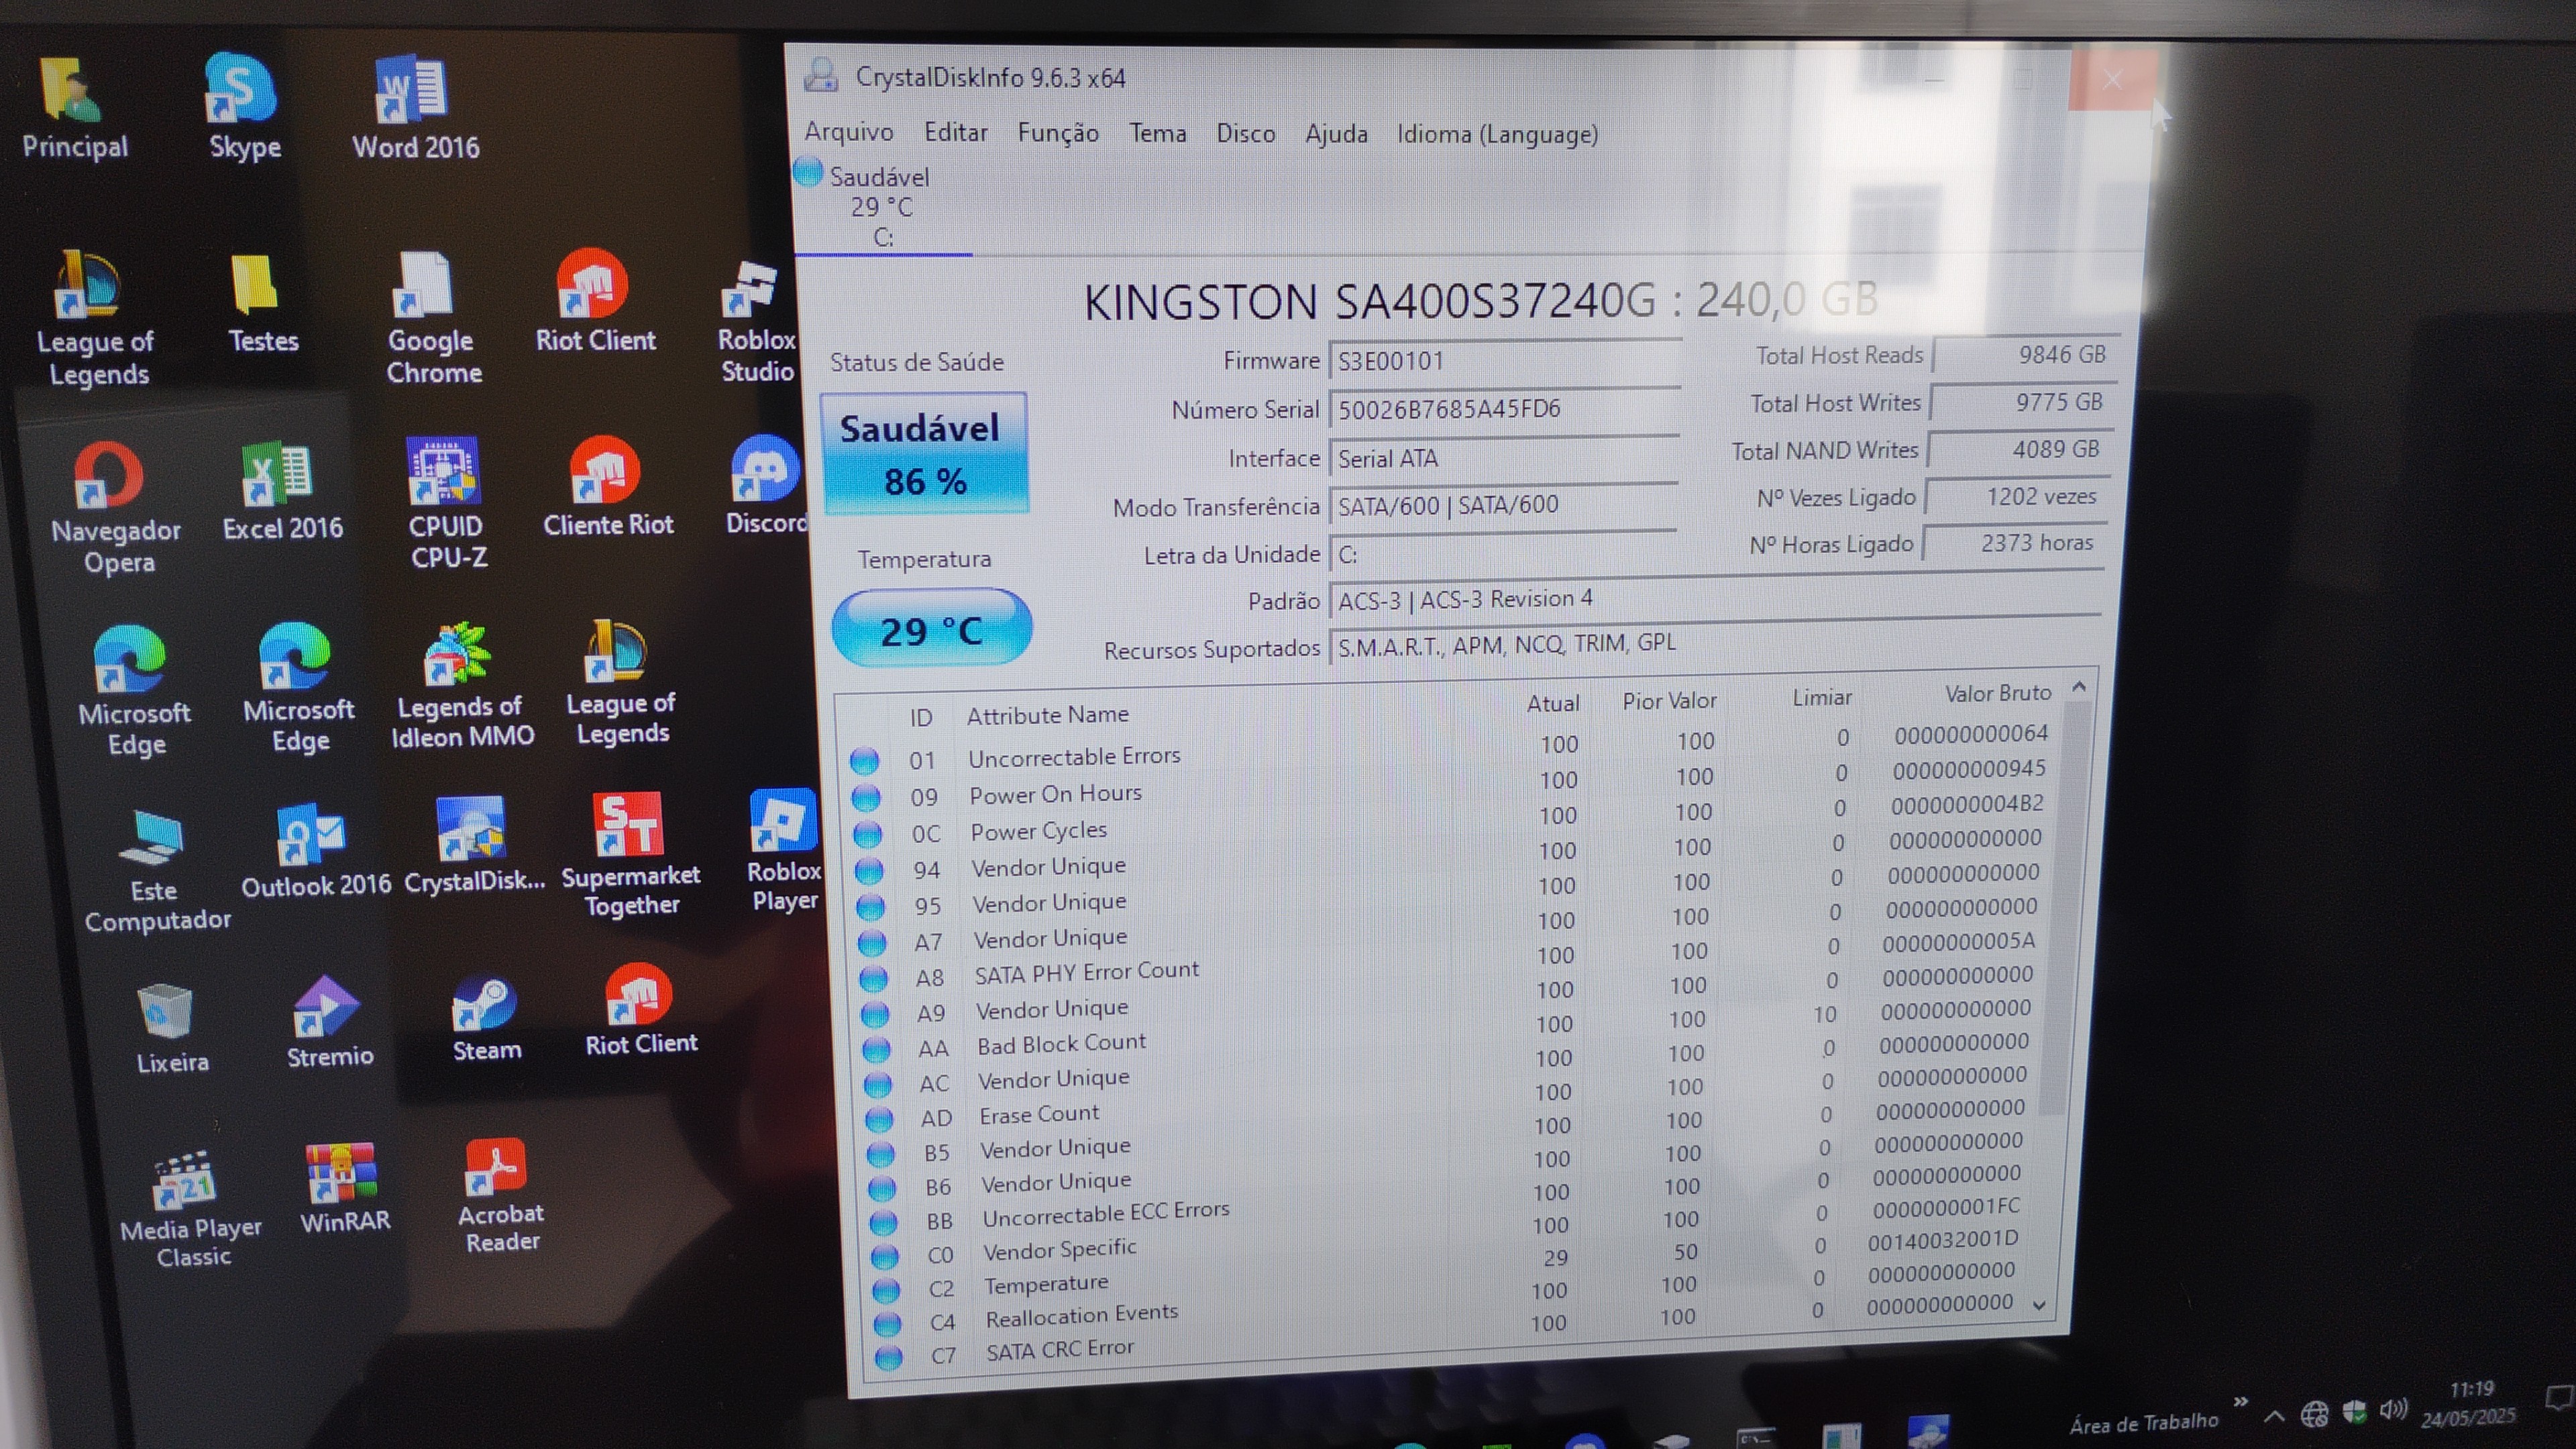 Principal
Skype
Word 2016
League of
Legends
Testes
Google
Chrome
Riot Client
Roblox
Studio
Navegador
Opera
Excel 2016
CPUID
CPU-Z
Cliente Riot
Discord
Microsoft
Edge
Microsoft
Edge
Legends of
Idleon MMO
League of
Legends
Este
Computador
Outlook 2016
CrystalDisk...
Supermarket
Together
Roblox
Player
Lixeira
Stremio
Steam
Riot Client
Media Player
Classic
WinRAR
Acrobat
Reader
CrystalDiskInfo 9.6.3 x64
Arquivo Editar Função Tema Disco Ajuda Idioma (Language)
Saudável
29 °C
C:
KINGSTON SA400S37240G : 240,0 GB
Status de Saúde
Saudável
86 %
Temperatura
29 °C
Firmware S3E00101
Número Serial 50026B7685A45FD6
Interface Serial ATA
Modo Transferência SATA/600 | SATA/600
Letra da Unidade C:
Padrão ACS-3 | ACS-3 Revision 4
Recursos Suportados S.M.A.R.T., APM, NCQ, TRIM, GPL
Total Host Reads 9846 GB
Total Host Writes 9775 GB
Total NAND Writes 4089 GB
Nº Vezes Ligado 1202 vezes
Nº Horas Ligado 2373 horas
ID Attribute Name Atual Pior Valor Limiar Valor Bruto
01 Uncorrectable Errors 100 100 0 000000000064
09 Power On Hours 100 100 0 000000000945
0C Power Cycles 100 100 0 0000000004B2
94 Vendor Unique 100 100 0 000000000000
95 Vendor Unique 100 100 0 000000000000
A7 Vendor Unique 100 100 0 000000000000
A8 SATA PHY Error Count 100 100 0 00000000005A
A9 Vendor Unique 100 100 0 000000000000
AA Bad Block Count 100 100 10 000000000000
AC Vendor Unique 100 100 0 000000000000
AD Erase Count 100 100 0 000000000000
B5 Vendor Unique 100 100 0 000000000000
B6 Vendor Unique 100 100 0 000000000000
BB Uncorrectable ECC Errors 100 100 0 000000000000
C0 Vendor Specific 100 100 0 0000000001FC
C2 Temperature 29 50 0 00140032001D
C4 Reallocation Events 100 100 0 000000000000
C7 SATA CRC Error 100 100 0 000000000000
Área de Trabalho
11:19
24/05/2025